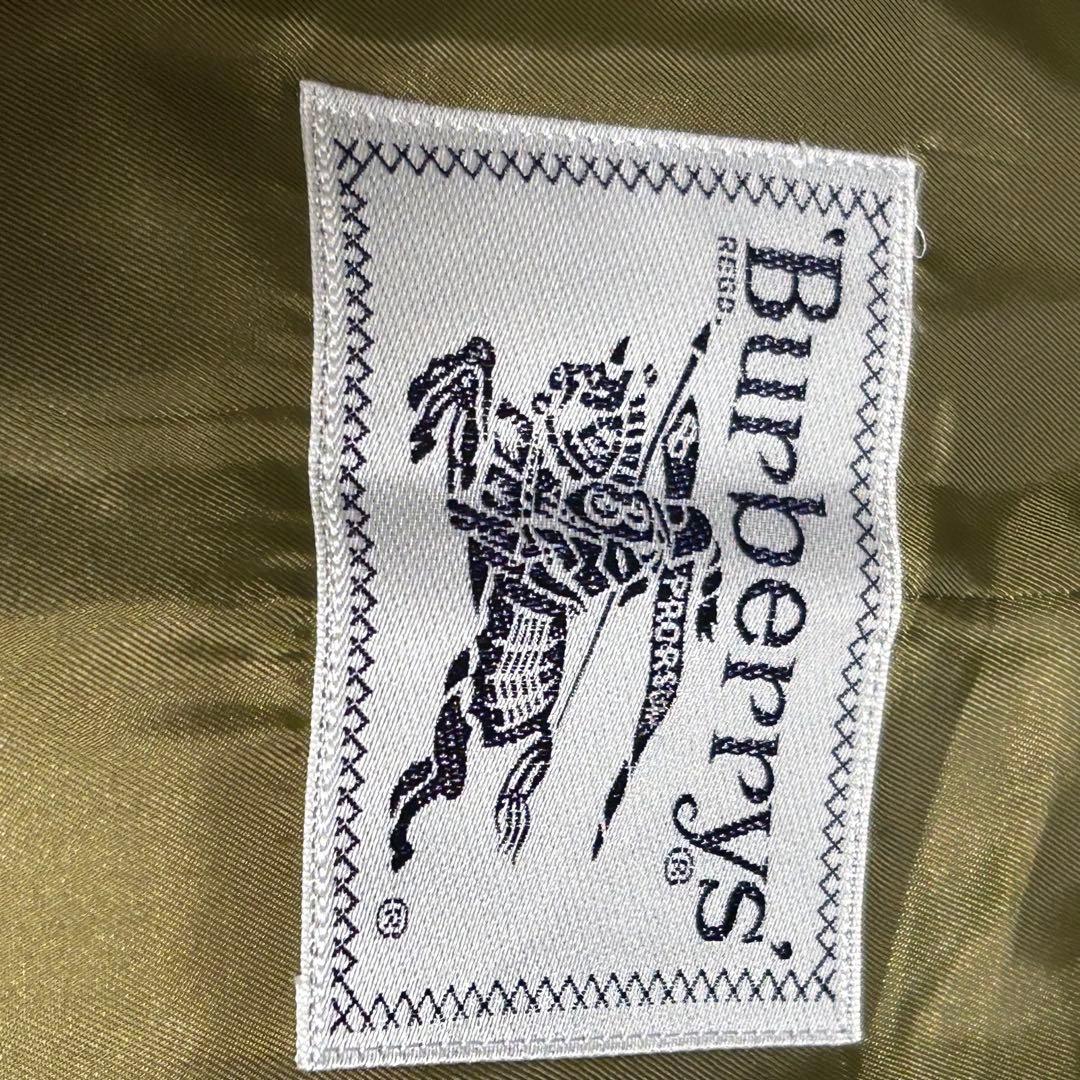 'Burberrys'
REGD. ®
PRORSUM
®